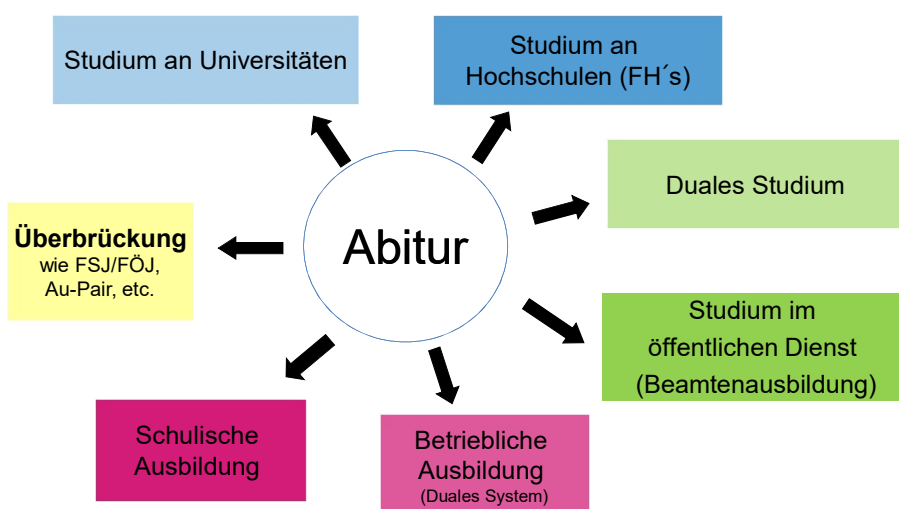 Studium an Universitäten
Studium an
Hochschulen (FH´s)
Duales Studium
Überbrückung
wie FSJ/FÖJ,
Au-Pair, etc.
Abitur
Studium im
öffentlichen Dienst
(Beamtenausbildung)
Schulische
Ausbildung
Betriebliche
Ausbildung
(Duales System)